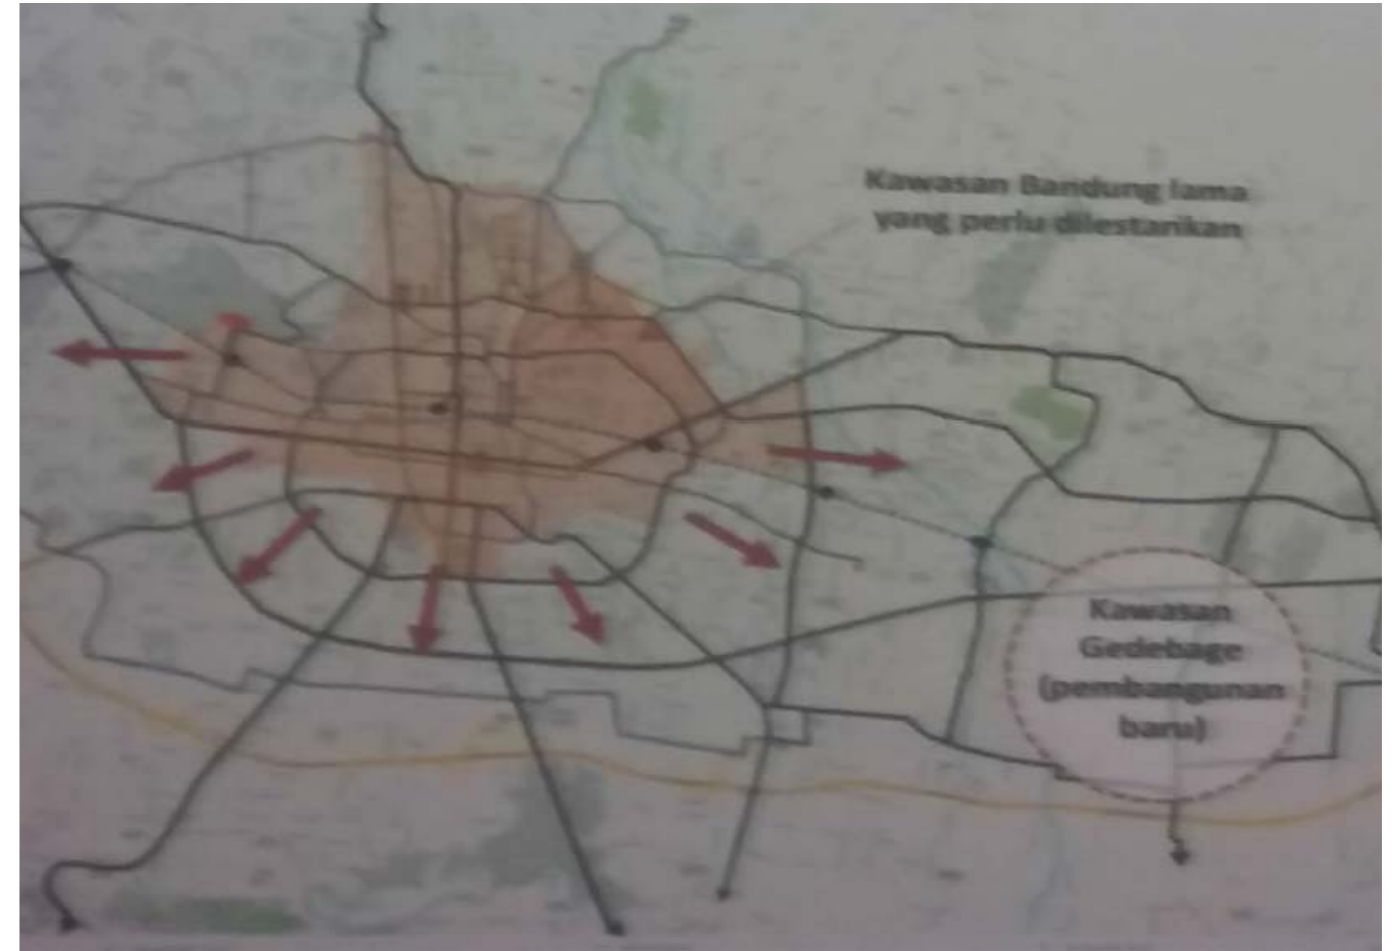 Kawasan Bandung lama
yang perlu dilestarikan
Kawasan
Gedebage
(pembangunan
baru)